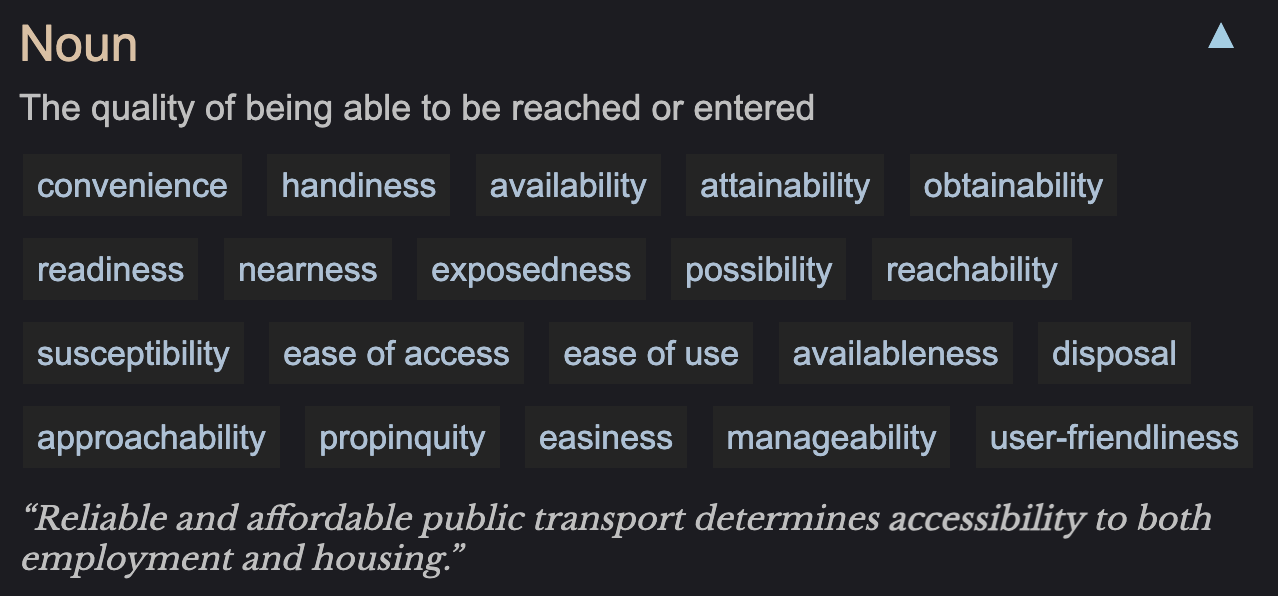 Noun
The quality of being able to be reached or entered
convenience handiness availability attainability obtainability
readiness nearness exposedness possibility reachability
susceptibility ease of access ease of use availableness disposal
approachability propinquity easiness manageability user-friendliness
“Reliable and affordable public transport determines accessibility to both
employment and housing.”